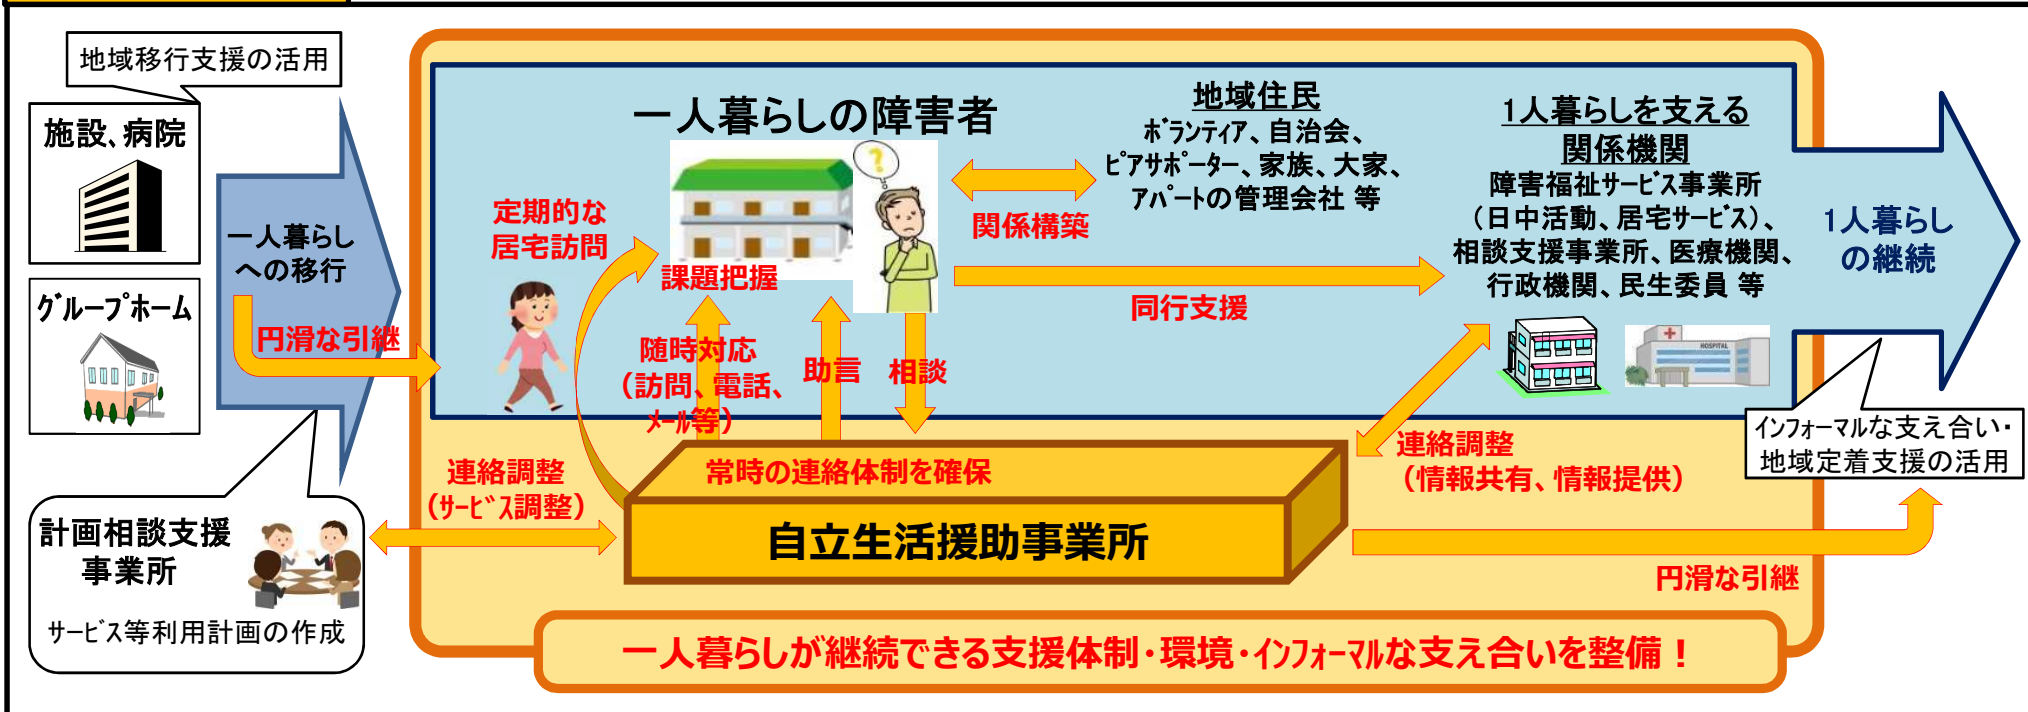 地域移行支援の活用
施設、病院
グループホーム
一人暮らし
への移行
円滑な引継
計画相談支援
事業所
サービス等利用計画の作成
連絡調整
（サービス調整）
一人暮らしの障害者
定期的な
居宅訪問
課題把握
随時対応
（訪問、電話、
メール等）
助言
相談
?
関係構築
同行支援
地域住民
ボランティア、自治会、
ピアサポーター、家族、大家、
アパートの管理会社 等
1人暮らしを支える
関係機関
障害福祉サービス事業所
（日中活動、居宅サービス）、
相談支援事業所、医療機関、
行政機関、民生委員 等
HOSPITAL
連絡調整
（情報共有、情報提供）
常時の連絡体制を確保
自立生活援助事業所
円滑な引継
1人暮らし
の継続
インフォーマルな支え合い・
地域定着支援の活用
一人暮らしが継続できる支援体制・環境・インフォーマルな支え合いを整備！